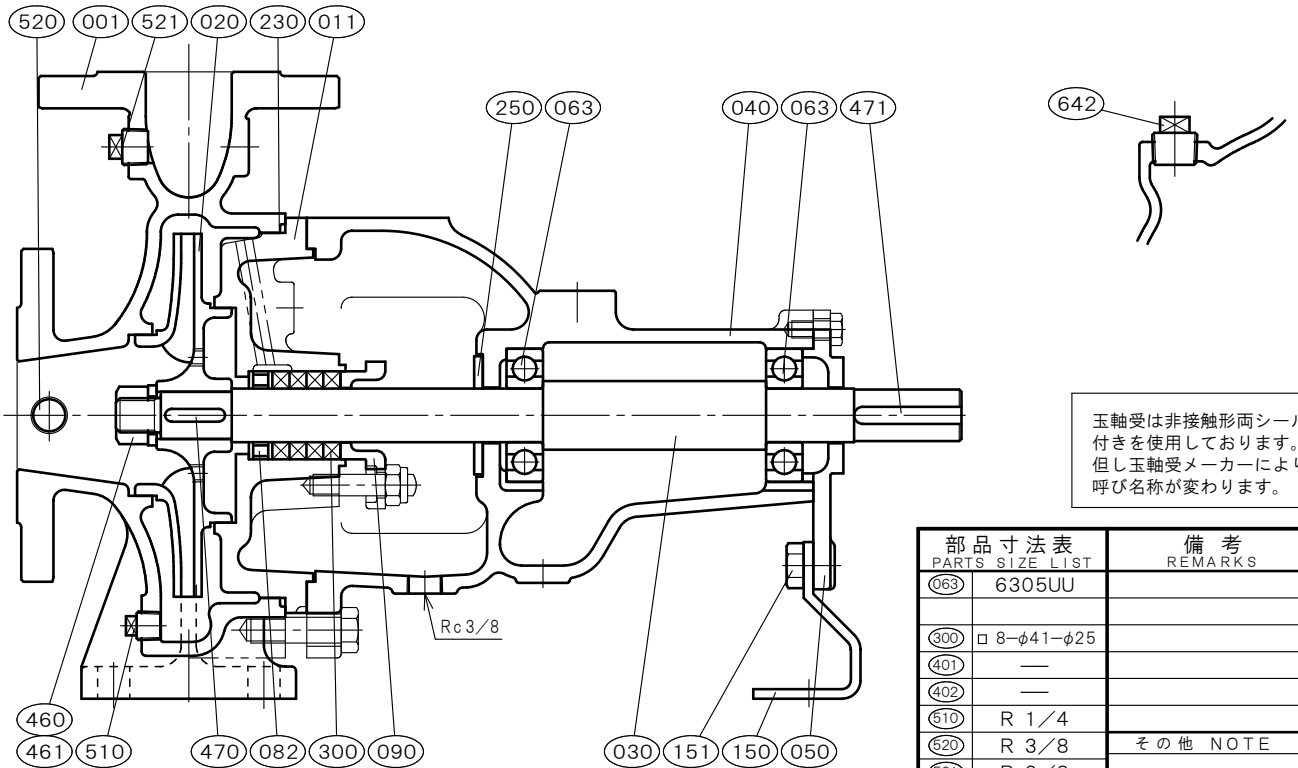 520 001 521 020 230 011
250 063 040 063 471
642
玉軸受は非接触形両シール
付きを使用しております。
但し玉軸受メーカーにより
呼び名称が変わります。
部品寸法表 備考
PARTS SIZE LIST REMARKS
063 6305UU
300 □ 8-φ41-φ25
401 —
402 —
510 R 1/4
520 R 3/8 その他 NOTE
Rc3/8
460
461 510 470 082 300 090 030 151 150 050